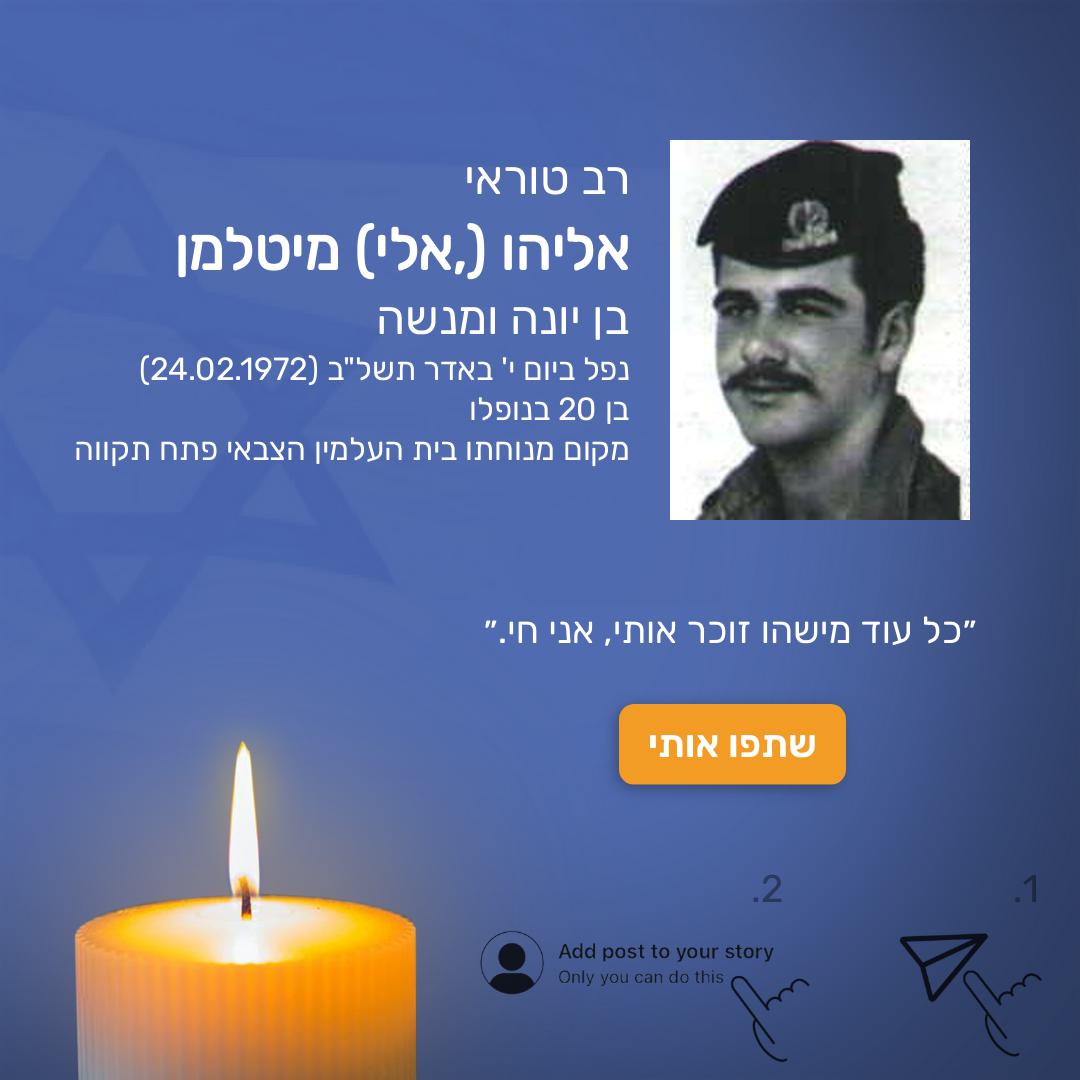 רב טוראי
אליהו (,אלי) מיטלמן
בן יונה ומנשה
נפל ביום י' באדר תשל"ב (24.02.1972)
בן 20 בנופלו
מקום מנוחתו בית העלמין הצבאי פתח תקווה
״כל עוד מישהו זוכר אותי, אני חי.״
שתפו אותי
.1
.2
Add post to your story
Only you can do this